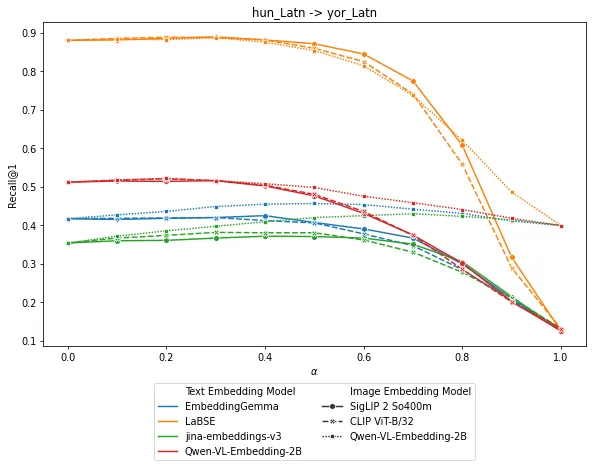 hun_Latn -> yor_Latn
Recall@1
0.9
0.8
0.7
0.6
0.5
0.4
0.3
0.2
0.1
0.0 0.2 0.4 0.6 0.8 1.0
α
Text Embedding Model Image Embedding Model
EmbeddingGemma SigLIP 2 So400m
LaBSE CLIP ViT-B/32
jina-embeddings-v3 Qwen-VL-Embedding-2B
Qwen-VL-Embedding-2B